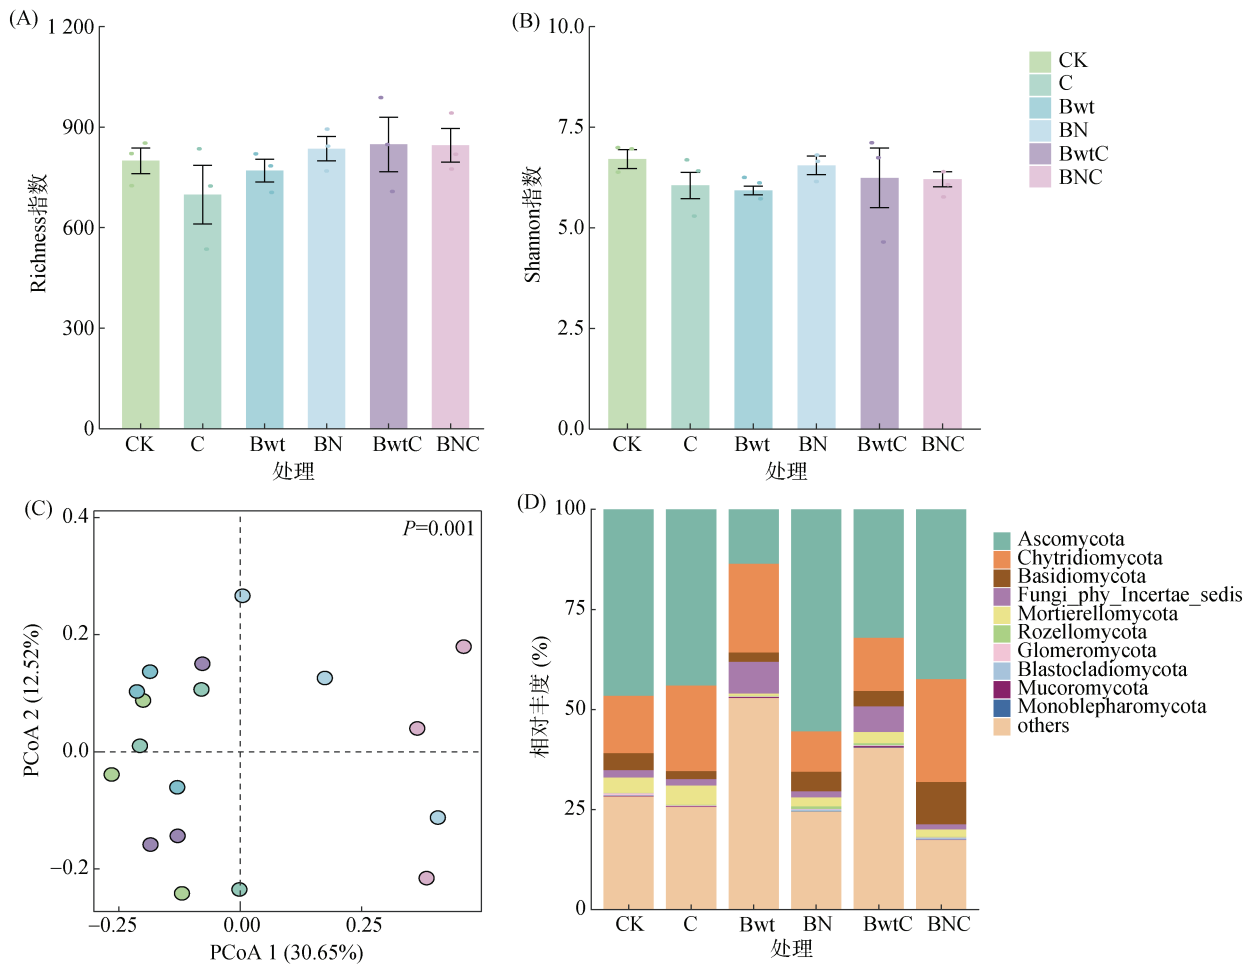 (A)
1 200
900
600
300
0
Richness指数
CK C Bwt BN BwtC BNC
处理
(B)
10.0
7.5
5.0
2.5
0.0
Shannon指数
CK C Bwt BN BwtC BNC
处理
CK
C
Bwt
BN
BwtC
BNC
(C)
P=0.001
0.4
0.2
0.0
−0.2
PCoA 2 (12.52%)
−0.25 0.00 0.25
PCoA 1 (30.65%)
(D)
100
75
50
25
0
相对丰度 (%)
CK C Bwt BN BwtC BNC
处理
Ascomycota
Chytridiomycota
Basidiomycota
Fungi_phy_Incertae_sedis
Mortierellomycota
Rozellomycota
Glomeromycota
Blastocladiomycota
Mucoromycota
Monoblepharomycota
others